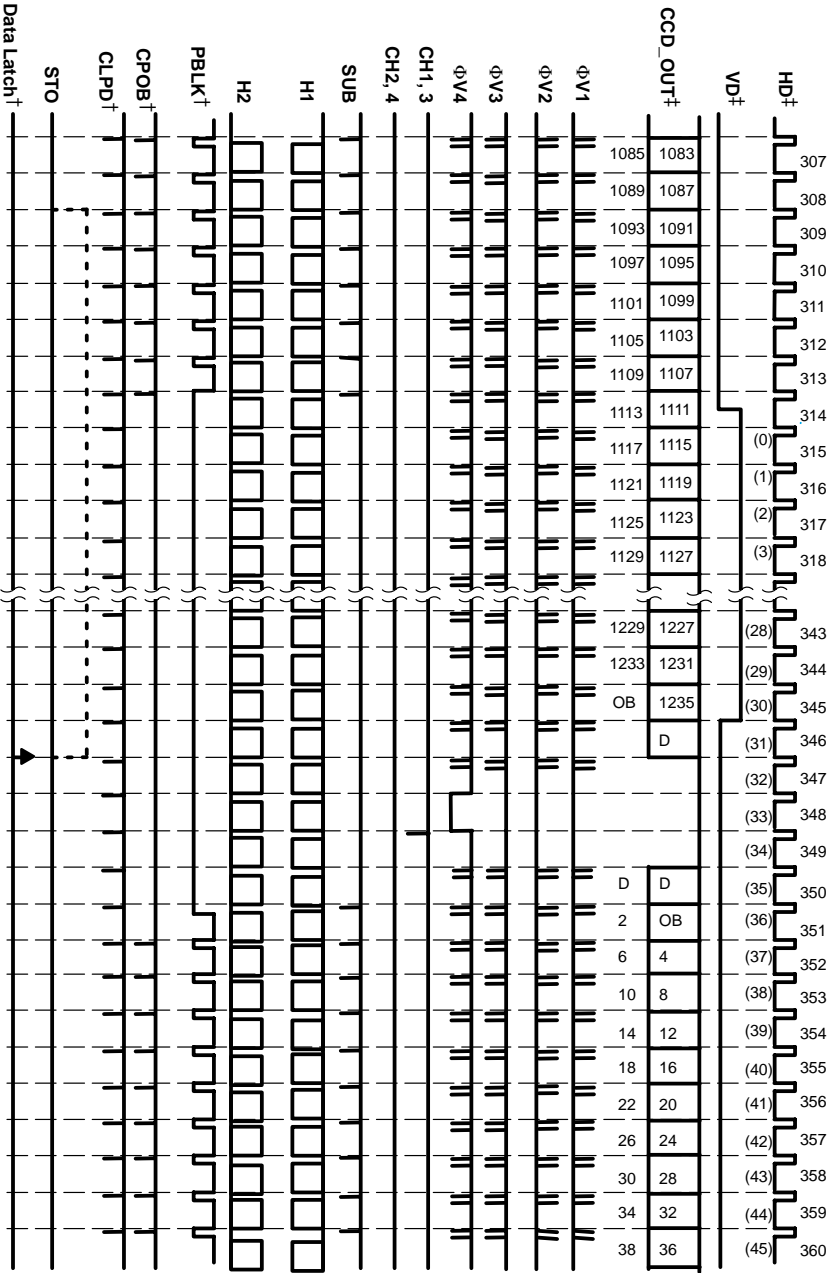 HD‡
VD‡
CCD_OUT‡
ΦV1
ΦV2
ΦV3
ΦV4
CH1, 3
CH2, 4
SUB
H1
H2
PBLK†
CPOB†
CLPD†
STO
Data Latch†
1085 1083 307
1089 1087 308
1093 1091 309
1097 1095 310
1101 1099 311
1105 1103 312
1109 1107 313
1113 1111 314
1117 1115 (0) 315
1121 1119 (1) 316
1125 1123 (2) 317
1129 1127 (3) 318
1229 1227 (28) 343
1233 1231 (29) 344
OB 1235 (30) 345
D (31) 346
(32) 347
(33) 348
(34) 349
D D (35) 350
2 OB (36) 351
6 4 (37) 352
10 8 (38) 353
14 12 (39) 354
18 16 (40) 355
22 20 (41) 356
26 24 (42) 357
30 28 (43) 358
34 32 (44) 359
38 36 (45) 360